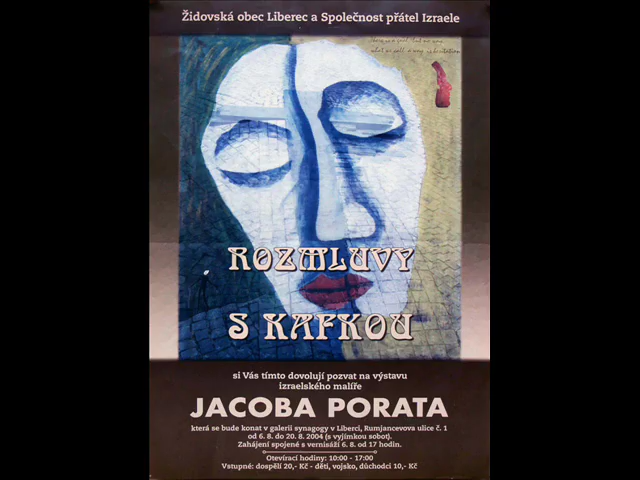 Židovská obec Liberec a Společnost přátel Izraele
ROZMLUVY
S KAFKOU
si Vás tímto dovolují pozvat na výstavu
izraelského malíře
JACOBA PORATA
která se bude konat v galerii synagogy v Liberci, Rumjancevova ulice č. 1
od 6. 8. do 20. 8. 2004 (s vyjímkou sobot).
Zahájení spojené s vernisáží 6. 8. od 17 hodin.
Otevírací hodiny: 10:00 - 17:00
Vstupné: dospělí 20,- Kč - děti, vojsko, důchodci 10,- Kč